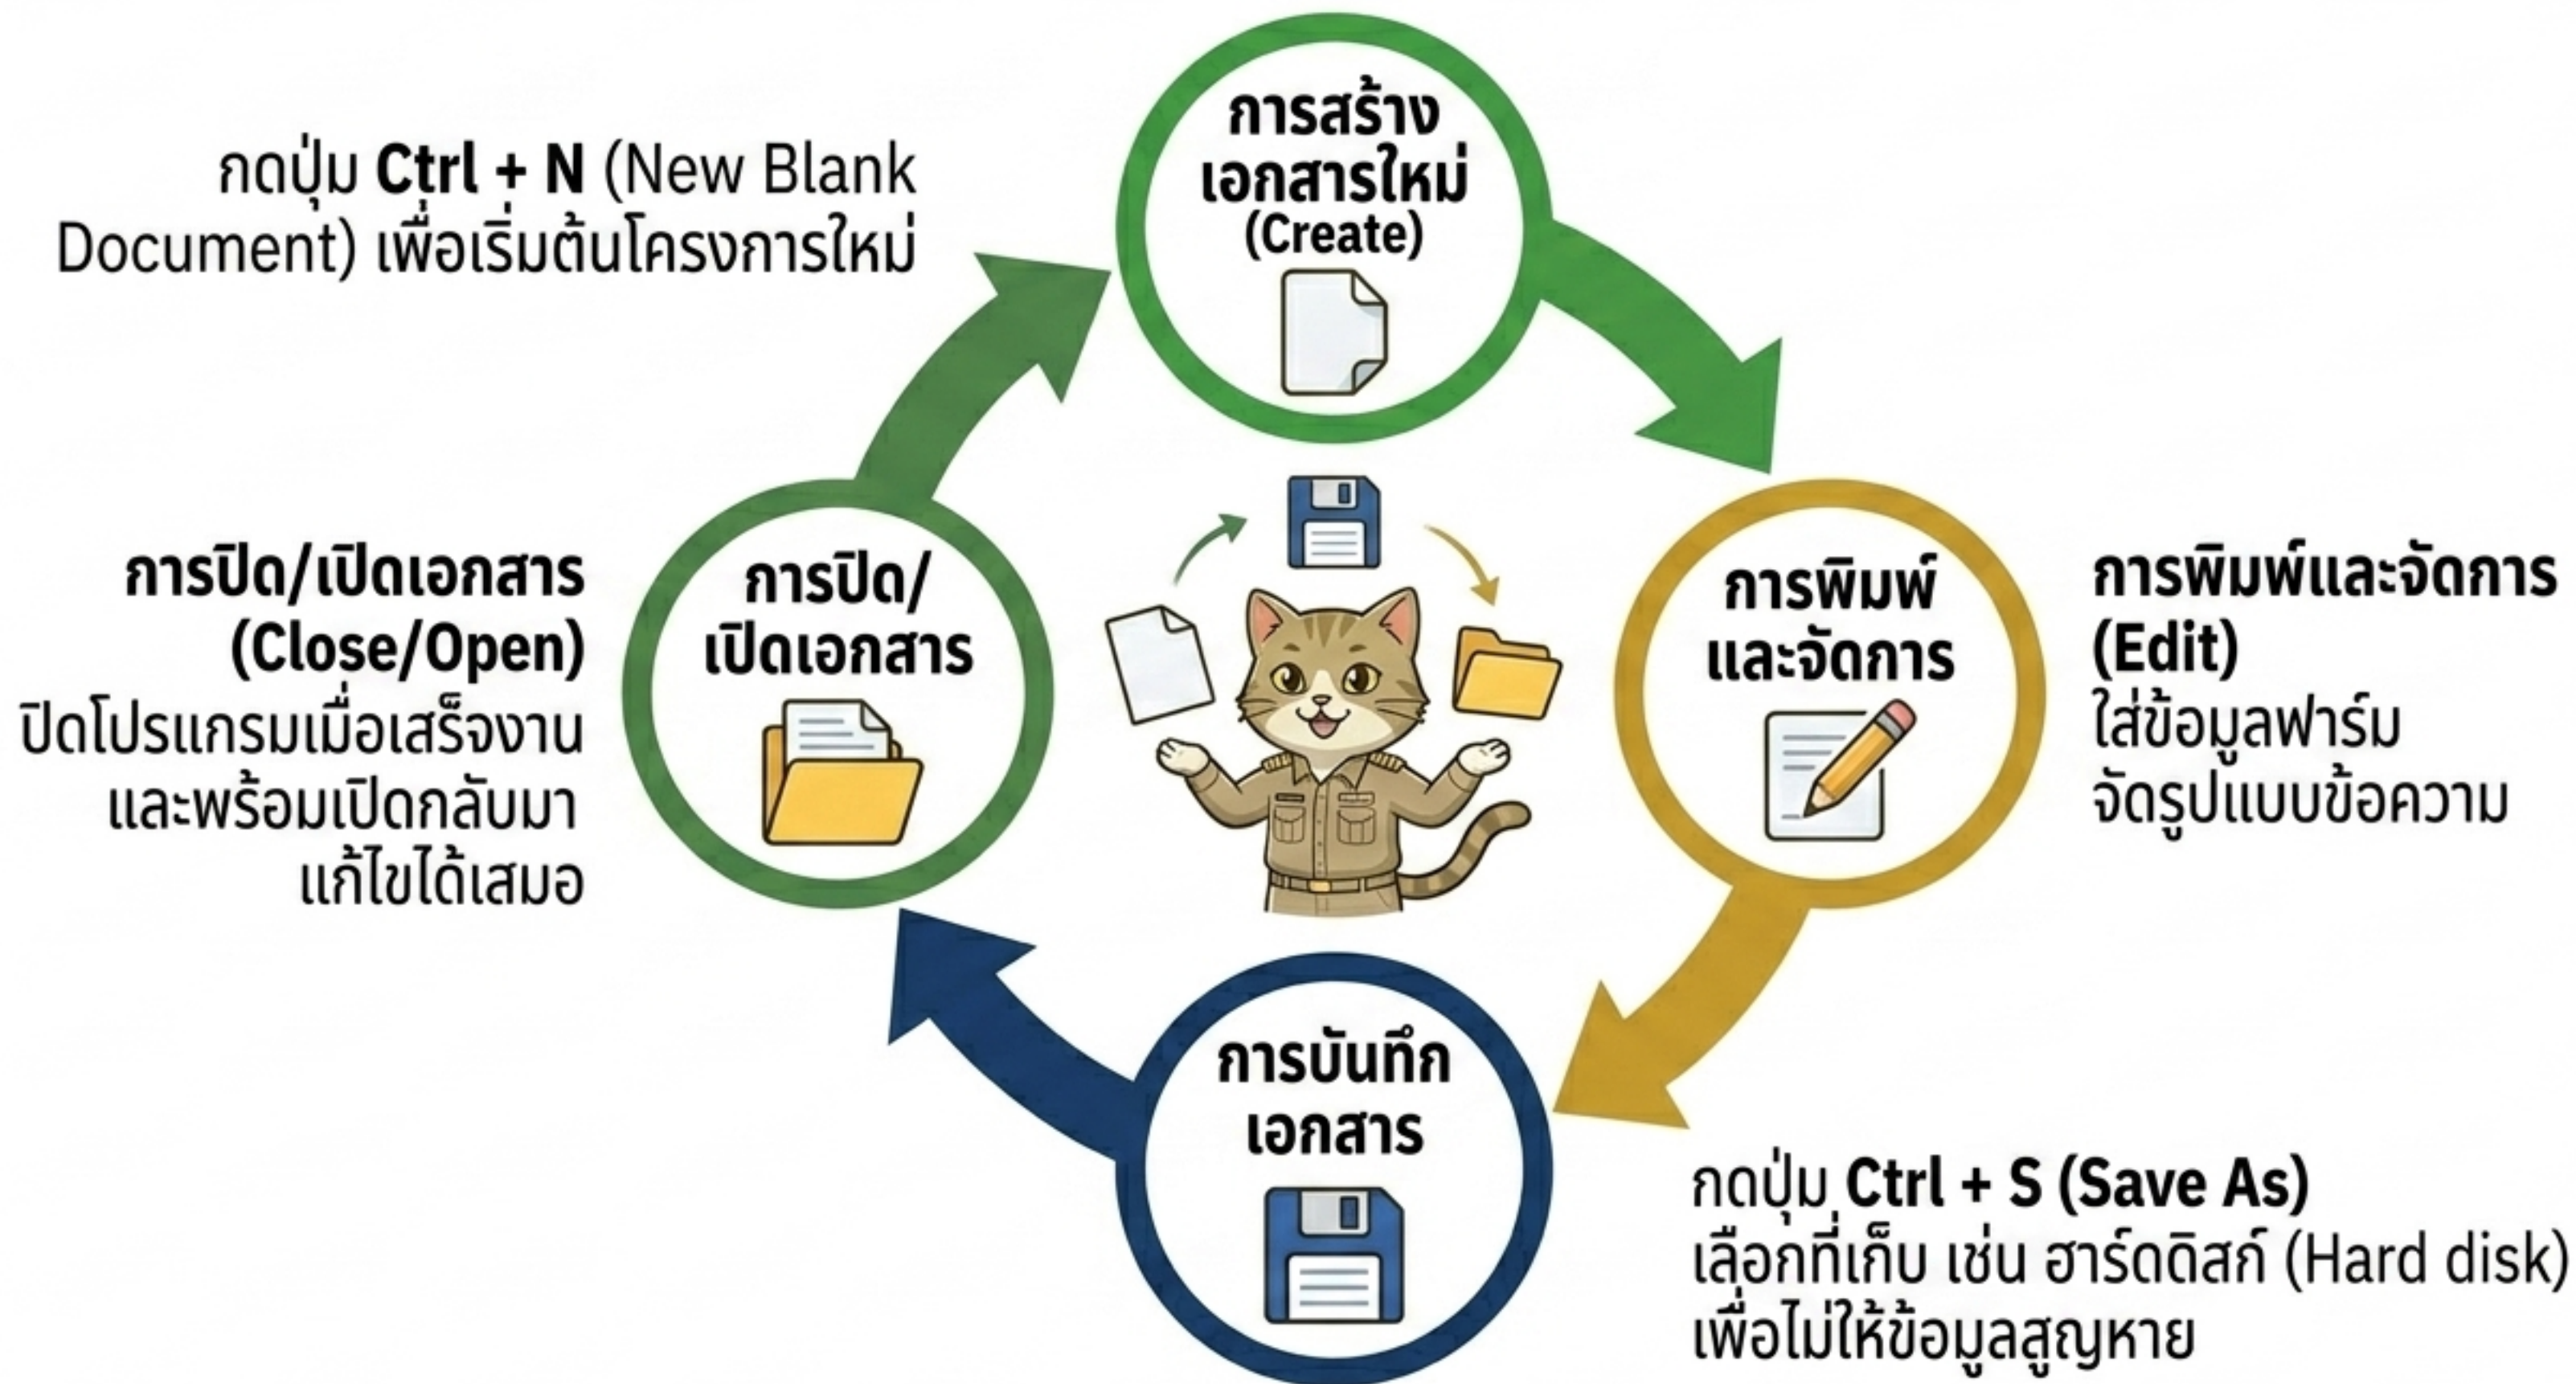 การสร้าง
เอกสารใหม่
(Create)
กดปุ่ม Ctrl + N (New Blank
Document) เพื่อเริ่มต้นโครงการใหม่
การพิมพ์
และจัดการ
การพิมพ์และจัดการ
(Edit)
ใส่ข้อมูลฟาร์ม
จัดรูปแบบข้อความ
การบันทึก
เอกสาร
กดปุ่ม Ctrl + S (Save As)
เลือกที่เก็บ เช่น ฮาร์ดดิสก์ (Hard disk)
เพื่อไม่ให้ข้อมูลสูญหาย
การปิด/
เปิดเอกสาร
การปิด/เปิดเอกสาร
(Close/Open)
ปิดโปรแกรมเมื่อเสร็จงาน
และพร้อมเปิดกลับมา
แก้ไขได้เสมอ